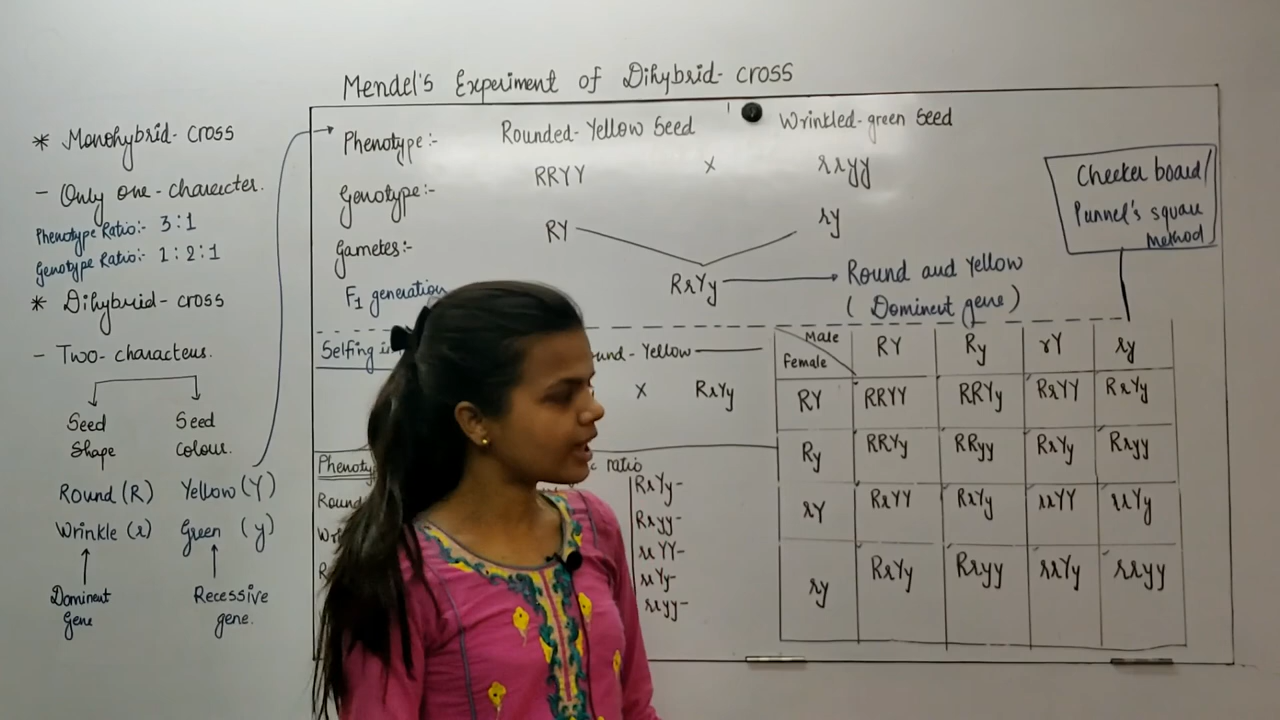 Mendel's Experiment of Dihybrid- cross
* Monohybrid- cross
- Only one- character.
Phenotype Ratio:- 3:1
Genotype Ratio:- 1:2:1
* Dihybrid- cross
- Two- characters.
Seed Shape
Seed colour.
Round (R) Yellow (Y)
Wrinkle (r) Green (y)
Dominent Gene
Recessive gene.
Phenotype:- Rounded-Yellow Seed Wrinkled-green Seed
Genotype:- RRYY x rryy
Gametes:- RY ry
F1 generation RrYy Round and Yellow
(Dominent gene)
Checker board/
Punnel's square
method
Selfing und-Yellow
x RrYy
Phenoty ratio
Round
RrYy-
Rryy-
rrYY-
rrYy-
rryy-
Male
Female
RY Ry rY ry
RY RRYY RRYy RrYY RrYy
Ry RRYy RRyy RrYy Rryy
rY RrYY RrYy rrYY rrYy
ry RrYy Rryy rrYy rryy